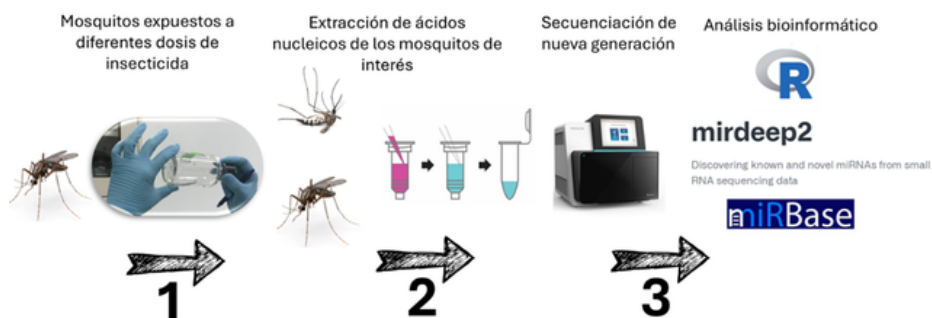 Mosquitos expuestos a
diferentes dosis de
insecticida
Extracción de ácidos
nucleicos de los mosquitos de
interés
Secuenciación de
nueva generación
Análisis bioinformático
R
mirdeep2
Discovering known and novel miRNAs from small
RNA sequencing data
miRBase
1
2
3